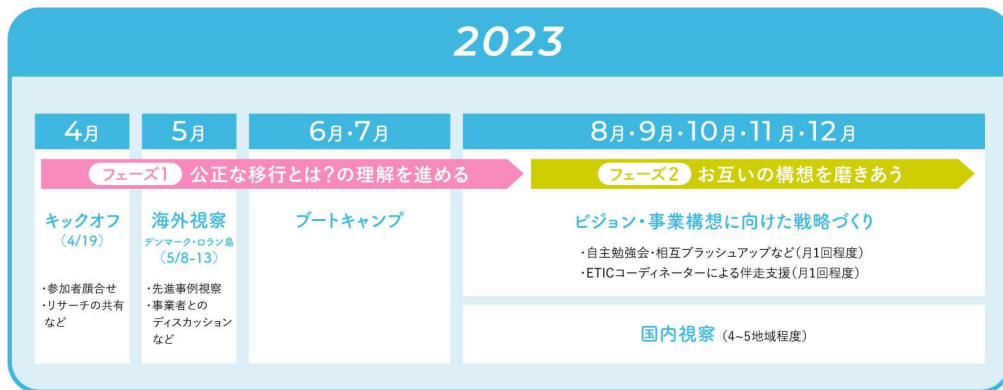 2023
4月
5月
6月・7月
8月・9月・10月・11月・12月
フェーズ1 公正な移行とは?の理解を進める
フェーズ2 お互いの構想を磨きあう
キックオフ
(4/19)
・参加者顔合せ
・リサーチの共有
など
海外視察
デンマーク・ロラン島
(5/8-13)
・先進事例視察
・事業者との
ディスカッション
など
ブートキャンプ
ビジョン・事業構想に向けた戦略づくり
・自主勉強会・相互ブラッシュアップなど(月1回程度)
・ETICコーディネーターによる伴走支援(月1回程度)
国内視察 (4~5地域程度)